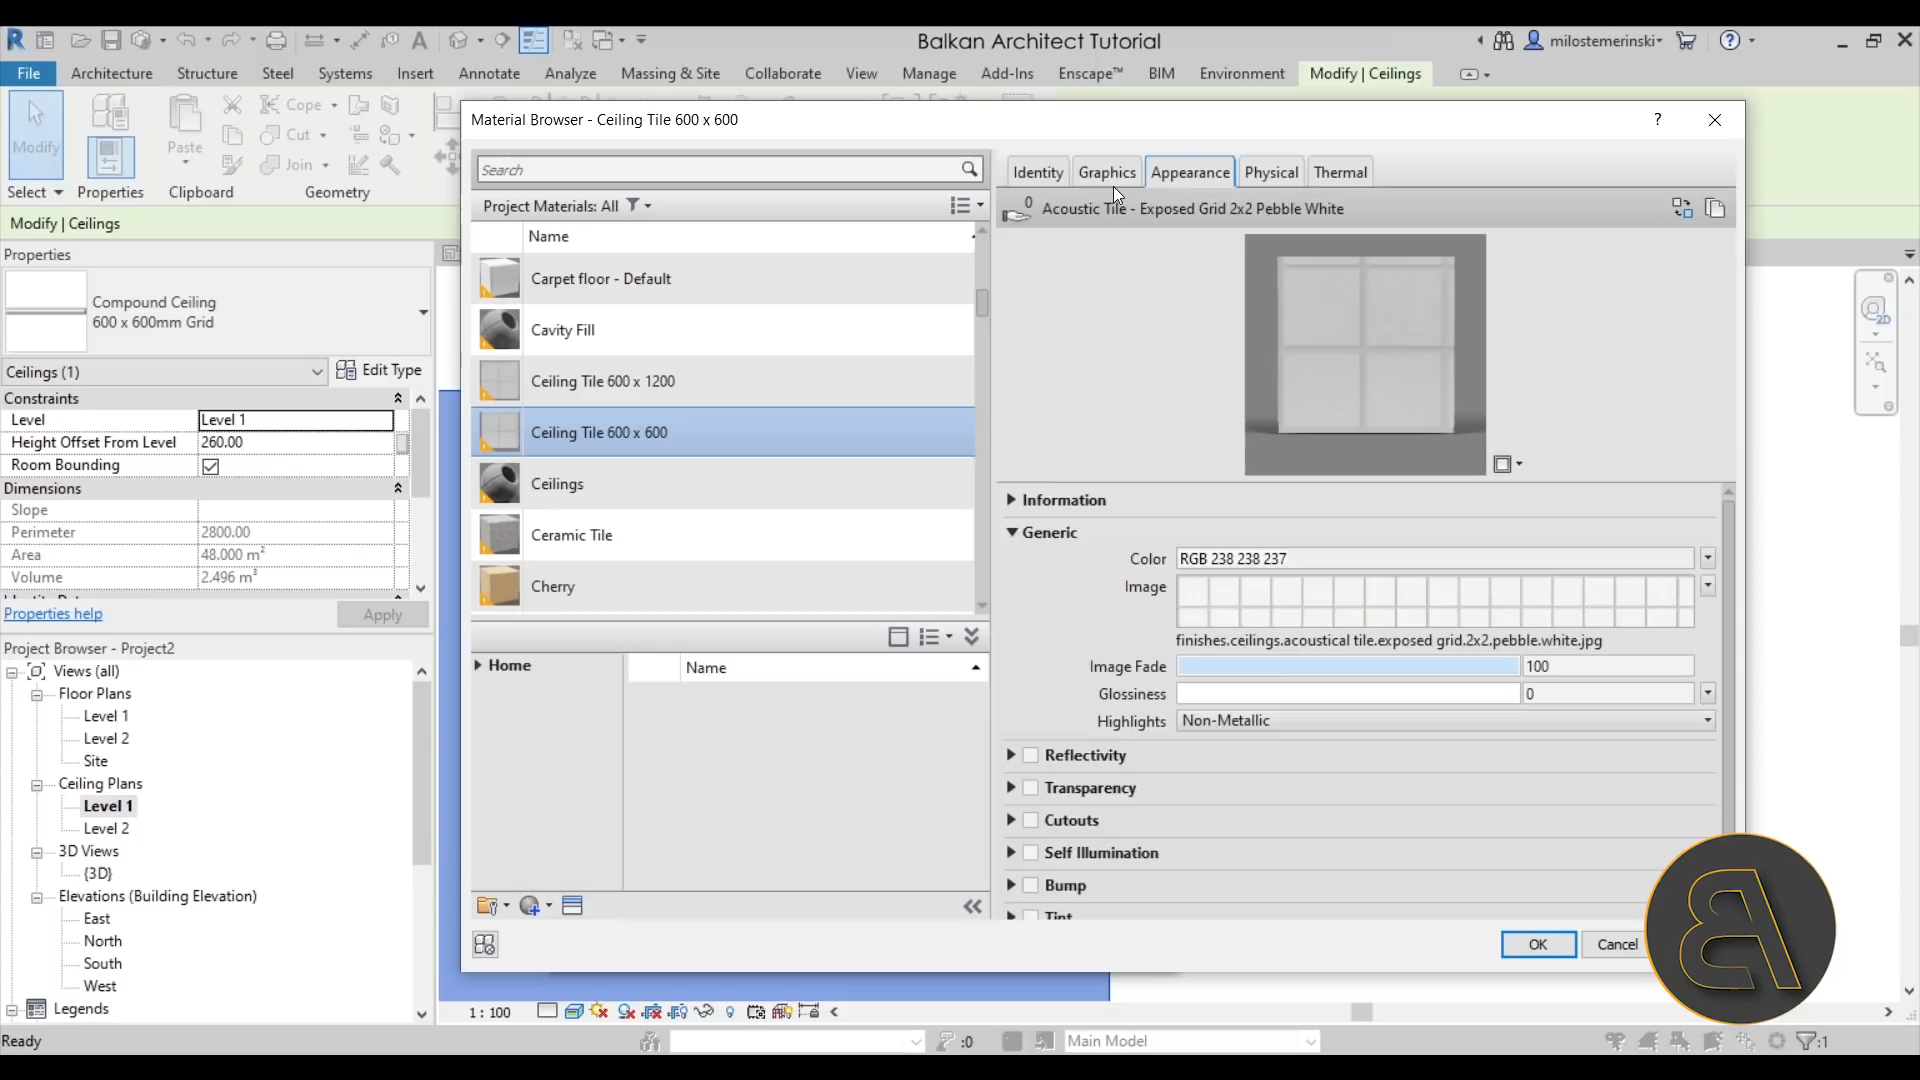 Balkan Architect Tutorial
milostemerinski
File
Architecture
Structure
Steel
Systems
Insert
Annotate
Analyze
Massing & Site
Collaborate
View
Manage
Add-Ins
Enscape™
BIM
Environment
Modify | Ceilings
Modify
Paste
Cope
Cut
Join
Select
Properties
Clipboard
Geometry
Modify | Ceilings
Properties
Compound Ceiling
600 x 600mm Grid
Ceilings (1)
Edit Type
Constraints
Level
Level 1
Height Offset From Level
260.00
Room Bounding
Dimensions
Slope
Perimeter
2800.00
Area
48.000 m²
Volume
2.496 m³
Properties help
Apply
Project Browser - Project2
Views (all)
Floor Plans
Level 1
Level 2
Site
Ceiling Plans
Level 1
Level 2
3D Views
{3D}
Elevations (Building Elevation)
East
North
South
West
Legends
Material Browser - Ceiling Tile 600 x 600
?
Search
Project Materials: All
Name
Carpet floor - Default
Cavity Fill
Ceiling Tile 600 x 1200
Ceiling Tile 600 x 600
Ceilings
Ceramic Tile
Cherry
Home
Name
Identity
Graphics
Appearance
Physical
Thermal
0
Acoustic Tile - Exposed Grid 2x2 Pebble White
Information
Generic
Color
RGB 238 238 237
Image
finishes.ceilings.acoustical tile.exposed grid.2x2.pebble.white.jpg
Image Fade
100
Glossiness
0
Highlights
Non-Metallic
Reflectivity
Transparency
Cutouts
Self Illumination
Bump
Tint
OK
Cancel
2D
1 : 100
Ready
:0
Main Model
:1